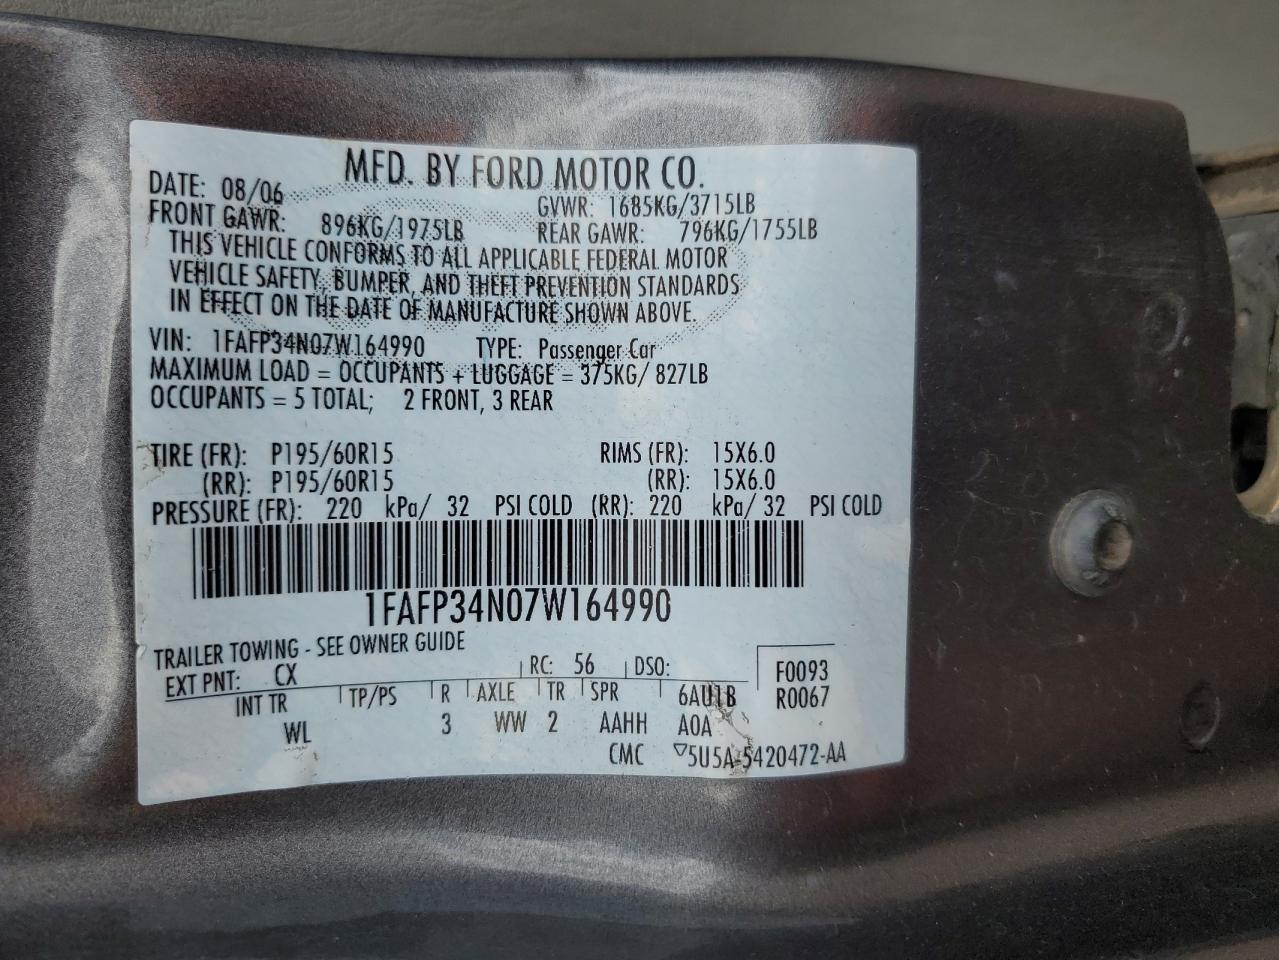 MFD. BY FORD MOTOR CO.
DATE: 08/06 GVWR: 1685KG/3715LB
FRONT GAWR: 896KG/1975LB REAR GAWR: 796KG/1755LB
THIS VEHICLE CONFORMS TO ALL APPLICABLE FEDERAL MOTOR
VEHICLE SAFETY, BUMPER, AND THEFT PREVENTION STANDARDS
IN EFFECT ON THE DATE OF MANUFACTURE SHOWN ABOVE.
VIN: 1FAFP34N07W164990 TYPE: Passenger Car
MAXIMUM LOAD = OCCUPANTS + LUGGAGE = 375KG/ 827LB
OCCUPANTS = 5 TOTAL; 2 FRONT, 3 REAR
TIRE (FR): P195/60R15 RIMS (FR): 15X6.0
(RR): P195/60R15 (RR): 15X6.0
PRESSURE (FR): 220 kPa/ 32 PSI COLD (RR): 220 kPa/ 32 PSI COLD
1FAFP34N07W164990
TRAILER TOWING - SEE OWNER GUIDE
EXT PNT: CX RC: 56 DSO: F0093
INT TR TP/PS R AXLE TR SPR 6AU1B R0067
WL 3 WW 2 AAHH A0A
CMC ▽5U5A-5420472-AA